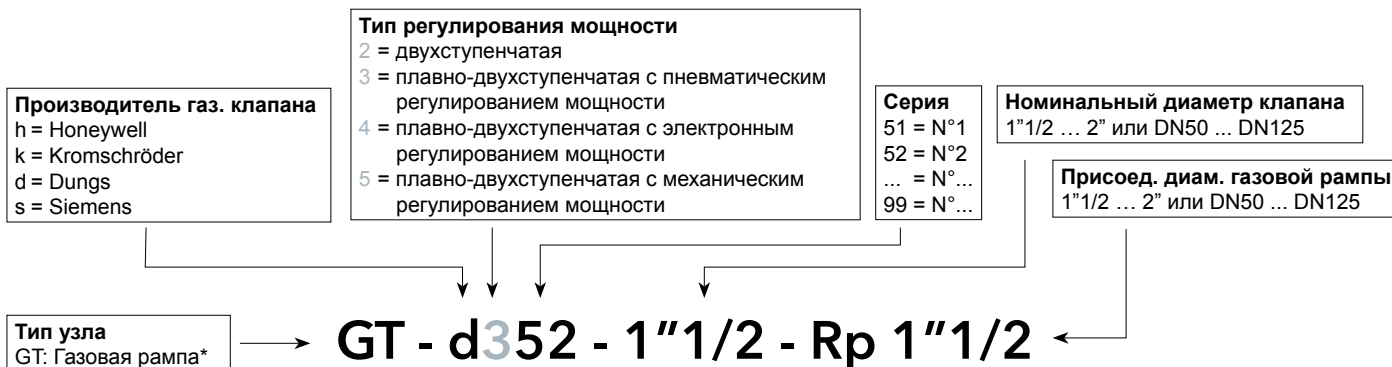 Тип регулирования мощности
2 = двухступенчатая
3 = плавно-двухступенчатая с пневматическим
регулированием мощности
4 = плавно-двухступенчатая с электронным
регулированием мощности
5 = плавно-двухступенчатая с механическим
регулированием мощности
Производитель газ. клапана
h = Honeywell
k = Kromschröder
d = Dungs
s = Siemens
Серия
51 = N°1
52 = N°2
... = N°...
99 = N°...
Номинальный диаметр клапана
1"1/2 … 2" или DN50 ... DN125
Присоед. диам. газовой рампы
1"1/2 … 2" или DN50 ... DN125
Тип узла
GT: Газовая рампа*
GT - d352 - 1"1/2 - Rp 1"1/2